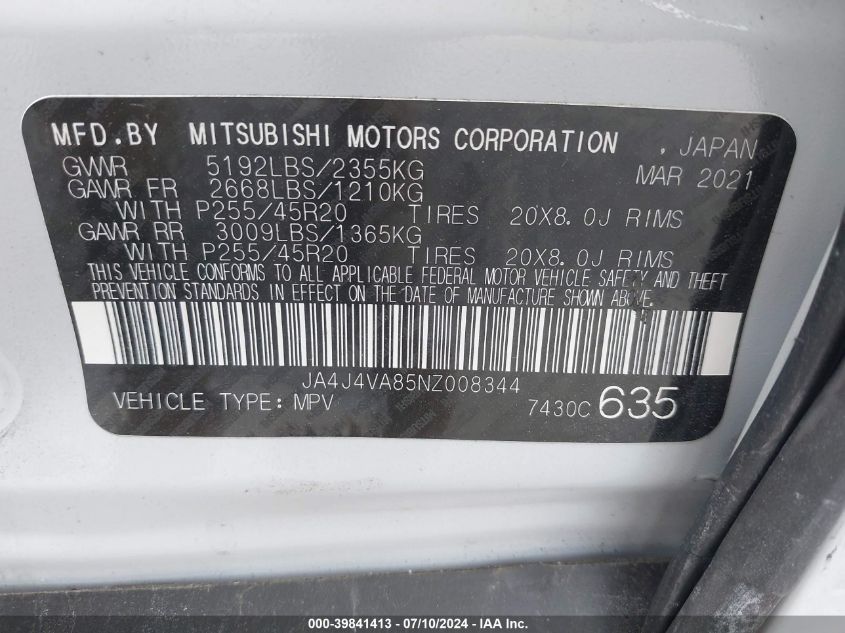 MFD.BY MITSUBISHI MOTORS CORPORATION . JAPAN
GWWR 5192LBS/2355KG MAR 2021
GAWR FR 2668LBS/1210KG
WITH P255/45R20 TIRES 20X8.0J RIMS
GAWR RR 3009LBS/1365KG
WITH P255/45R20 TIRES 20X8.0J RIMS
THIS VEHICLE CONFORMS TO ALL APPLICABLE FEDERAL MOTOR VEHICLE SAFETY AND THEFT
PREVENTION STANDARDS IN EFFECT ON THE DATE OF MANUFACTURE SHOWN ABOVE.
JA4J4VA85NZ008344
VEHICLE TYPE: MPV 7430C 635
000-39841413 - 07/10/2024 - IAAI.com